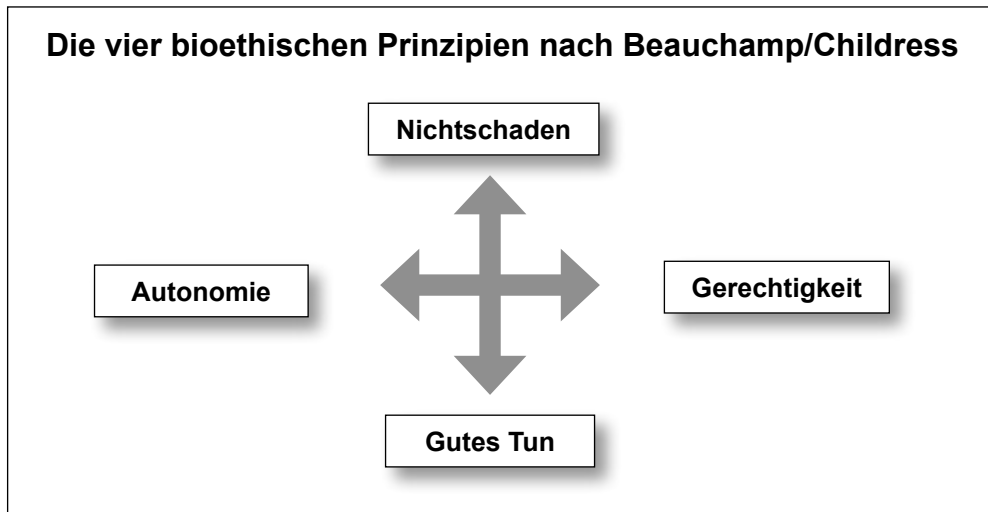 Die vier bioethischen Prinzipien nach Beauchamp/Childress
Nichtschaden
Autonomie
Gerechtigkeit
Gutes Tun